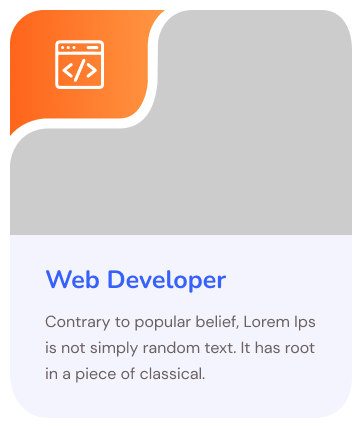 Web Developer
Contrary to popular belief, Lorem Ips
is not simply random text. It has root
in a piece of classical.